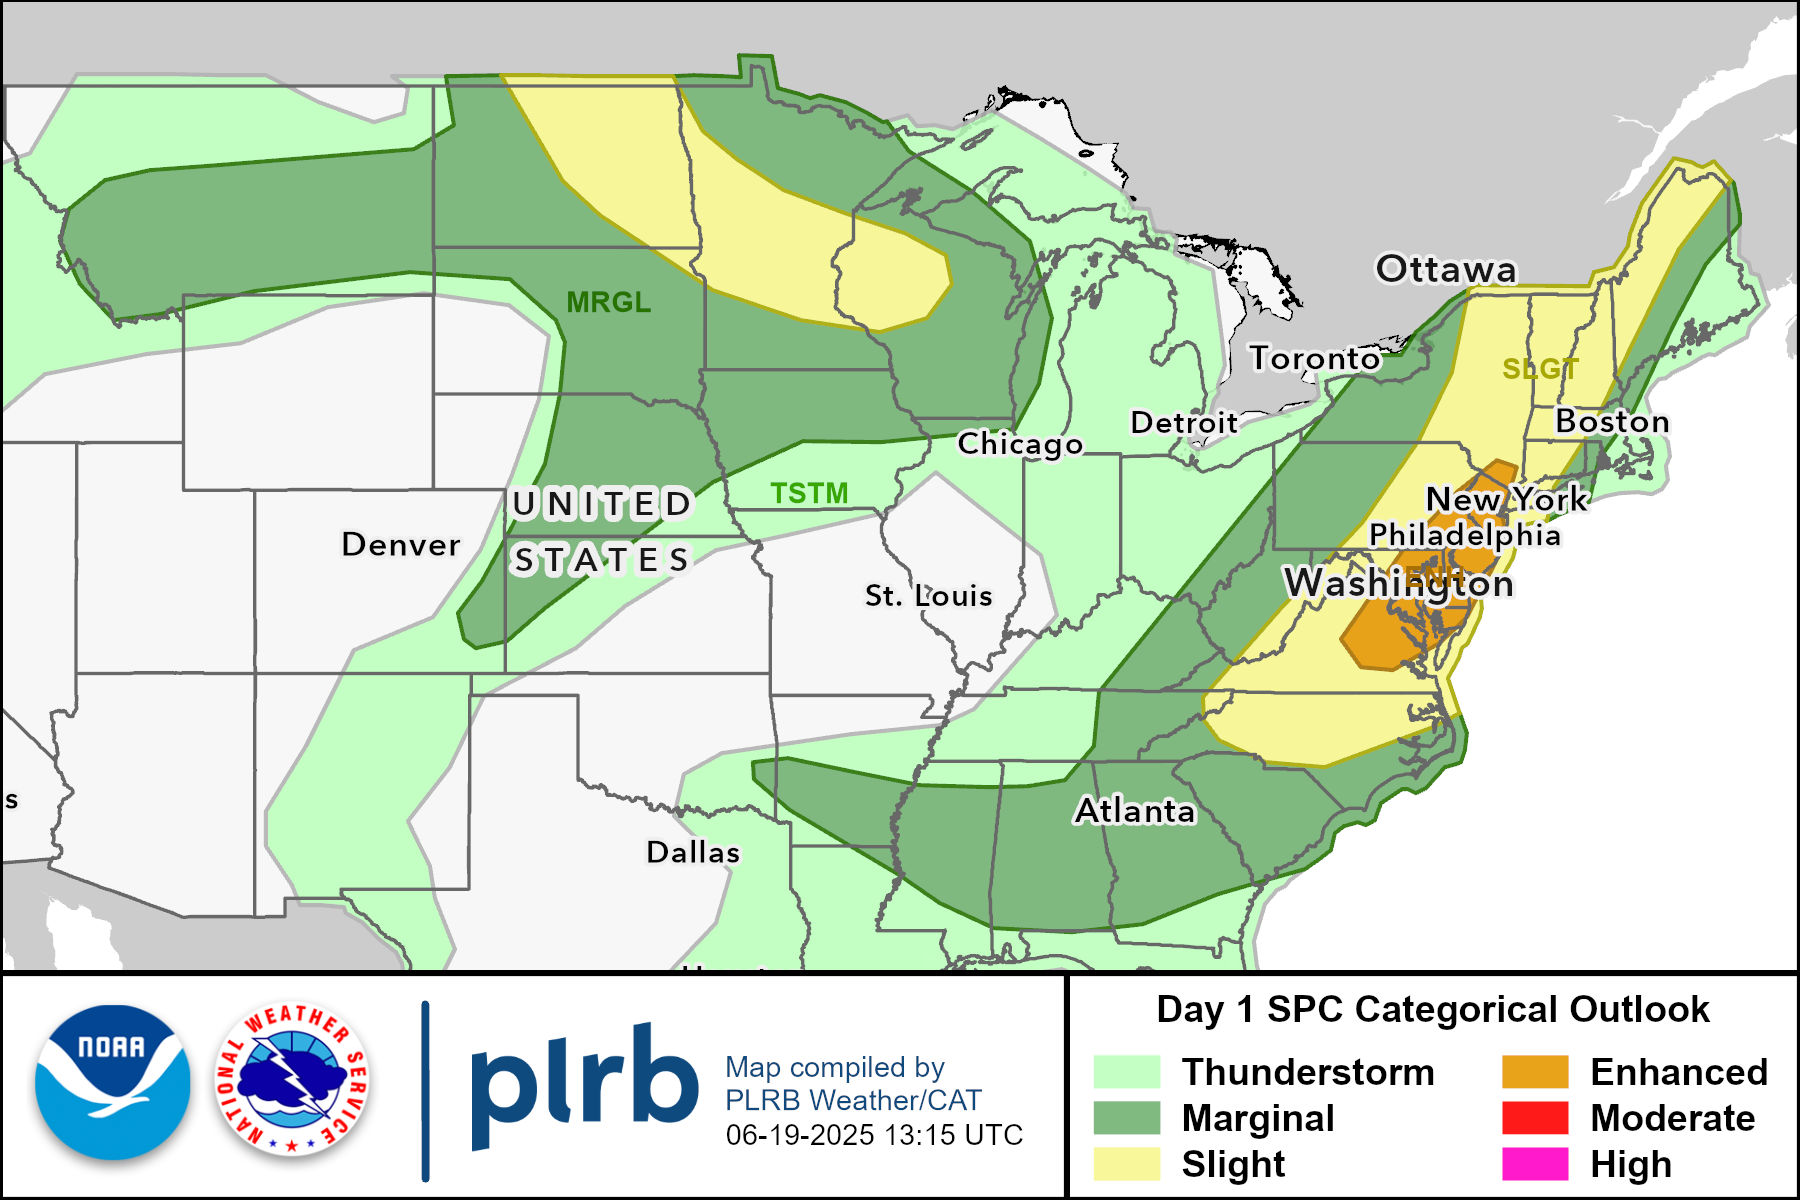 Ottawa
Toronto
MRGL
SLGT
Detroit
Boston
Chicago
TSTM
UNITED
New York
Denver
Philadelphia
STATES
Washington
St. Louis
s
Atlanta
Dallas
Day 1 SPC Categorical Outlook
NOAA
NATIONAL WEATHER SERVICE
plrb
Map compiled by
PLRB Weather/CAT
06-19-2025 13:15 UTC
Thunderstorm
Enhanced
Marginal
Moderate
Slight
High